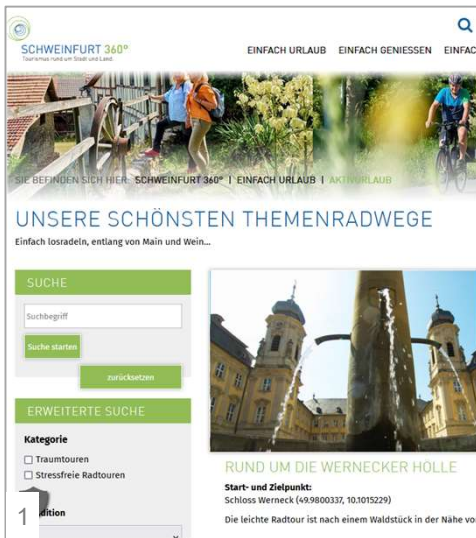 SCHWEINFURT 360°
Tourismus rund um Stadt und Land.
EINFACH URLAUB EINFACH GENIESSEN EINFAC
SIE BEFINDEN SICH HIER: SCHWEINFURT 360° | EINFACH URLAUB | AKTIVURLAUB
UNSERE SCHÖNSTEN THEMENRADWEGE
Einfach losradeln, entlang von Main und Wein...
SUCHE
Suchbegriff
Suche starten
zurücksetzen
ERWEITERTE SUCHE
Kategorie
Traumtouren
Stressfreie Radtouren
dition
1
RUND UM DIE WERNECKER HÖLLE
Start- und Zielpunkt:
Schloss Werneck (49.9800337, 10.1015229)
Die leichte Radtour ist nach einem Waldstück in der Nähe vo